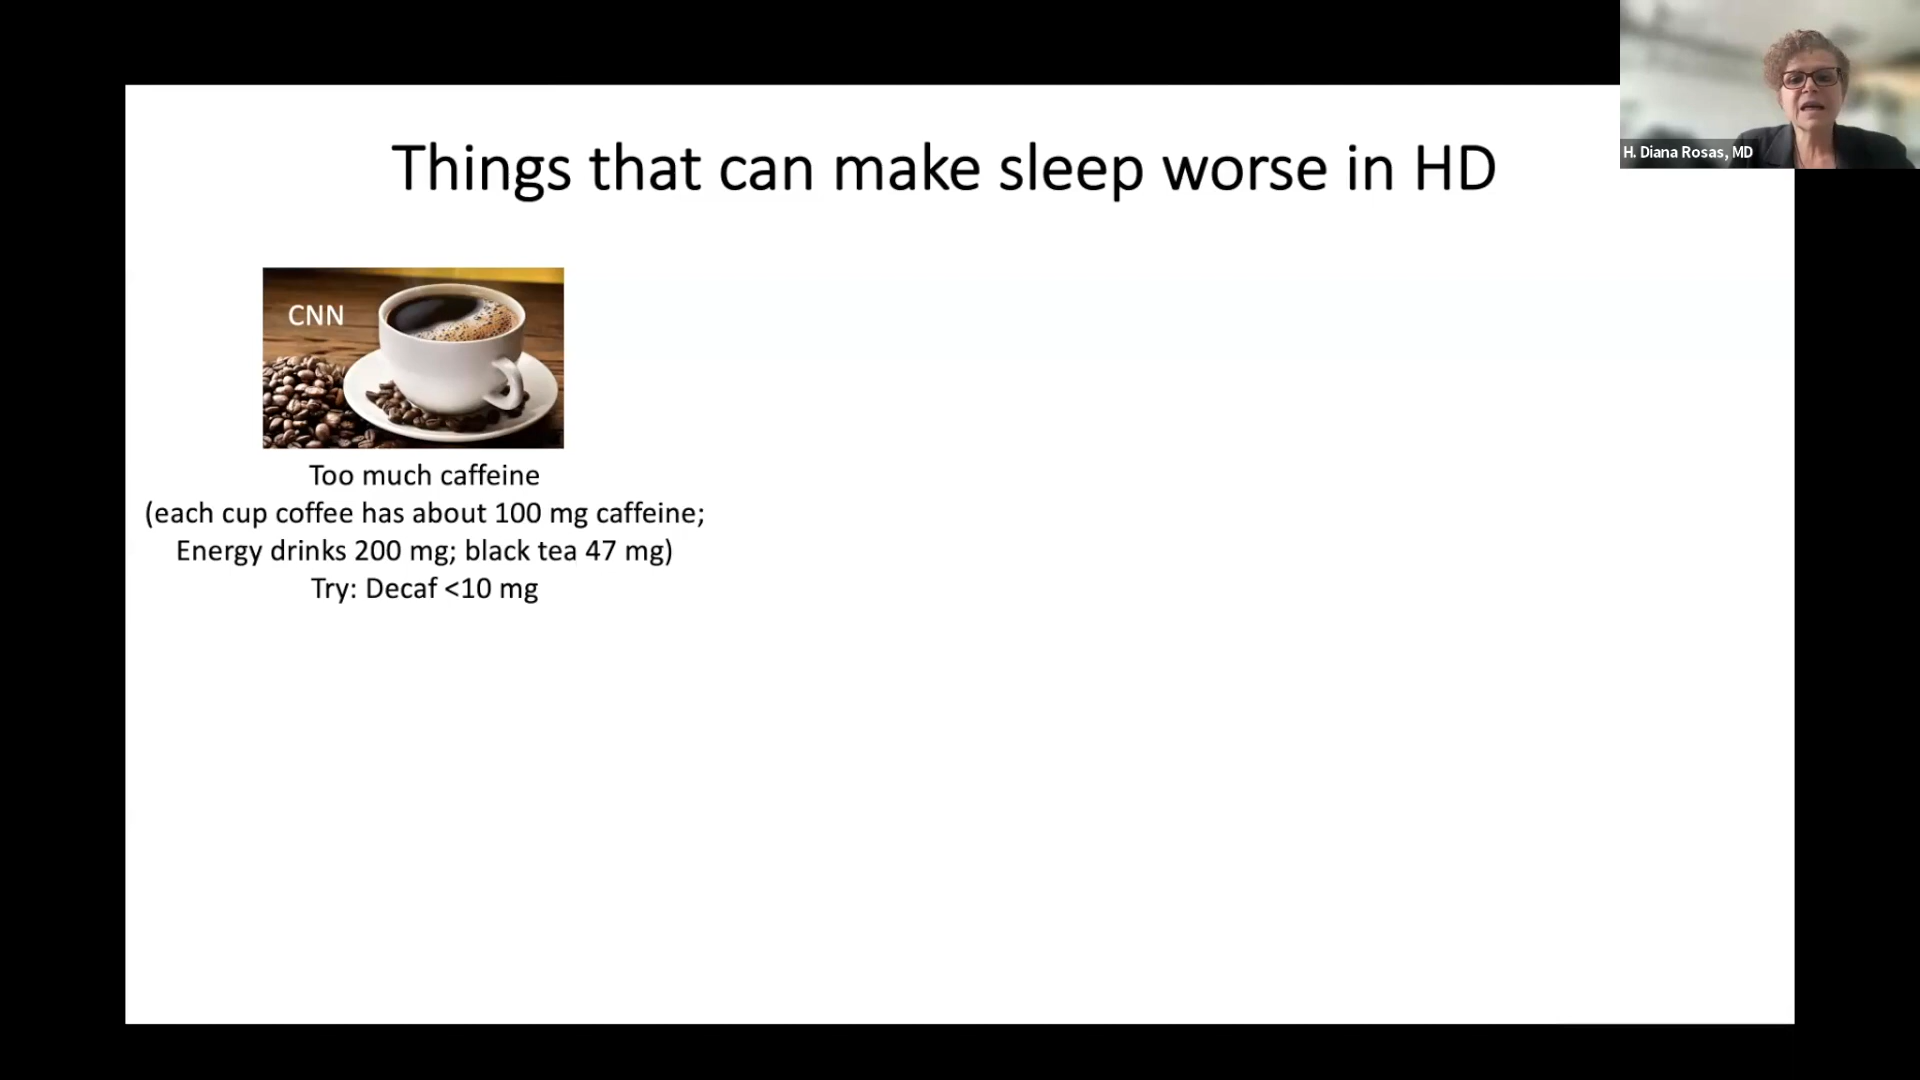 Things that can make sleep worse in HD
H. Diana Rosas, MD
CNN
Too much caffeine
(each cup coffee has about 100 mg caffeine;
Energy drinks 200 mg; black tea 47 mg)
Try: Decaf <10 mg